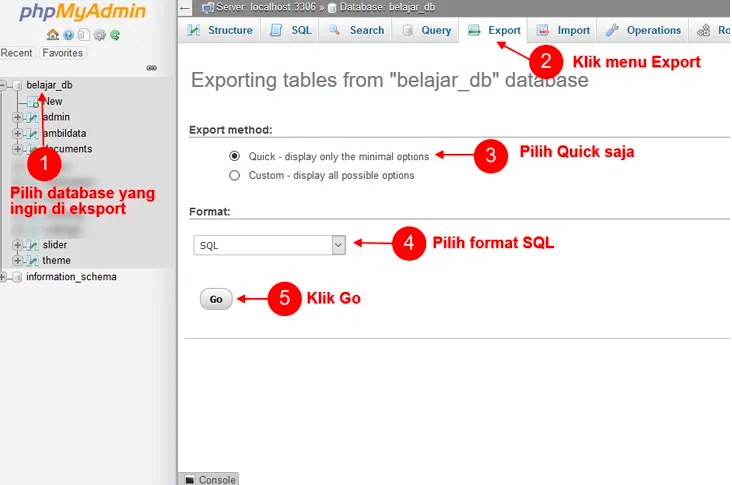 phpMyAdmin
Recent Favorites
belajar_db
New
admin
ambildata
documents
slider
theme
information_schema
1
Pilih database yang
ingin di eksport
Server: localhost:3306 » Database: belajar_db
Structure SQL Search Query Export Import Operations Ro
2 Klik menu Export
Exporting tables from "belajar_db" database
Export method:
Quick - display only the minimal options
3 Pilih Quick saja
Custom - display all possible options
Format:
SQL
4 Pilih format SQL
Go
5 Klik Go
Console